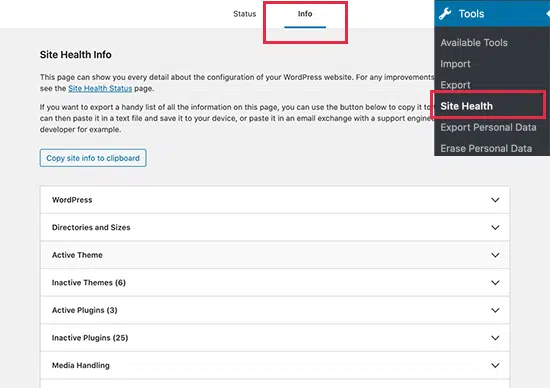 Status
Info
Site Health Info
This page can show you every detail about the configuration of your WordPress website. For any improvements
see the Site Health Status page.
If you want to export a handy list of all the information on this page, you can use the button below to copy it to
can then paste it in a text file and save it to your device, or paste it in an email exchange with a support
developer for example.
Copy site info to clipboard
WordPress
Directories and Sizes
Active Theme
Inactive Themes (6)
Active Plugins (3)
Inactive Plugins (25)
Media Handling
Tools
Available Tools
Import
Export
Site Health
Export Personal Data
Erase Personal Data